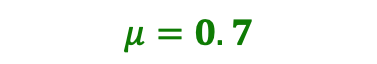 μ = 0.7